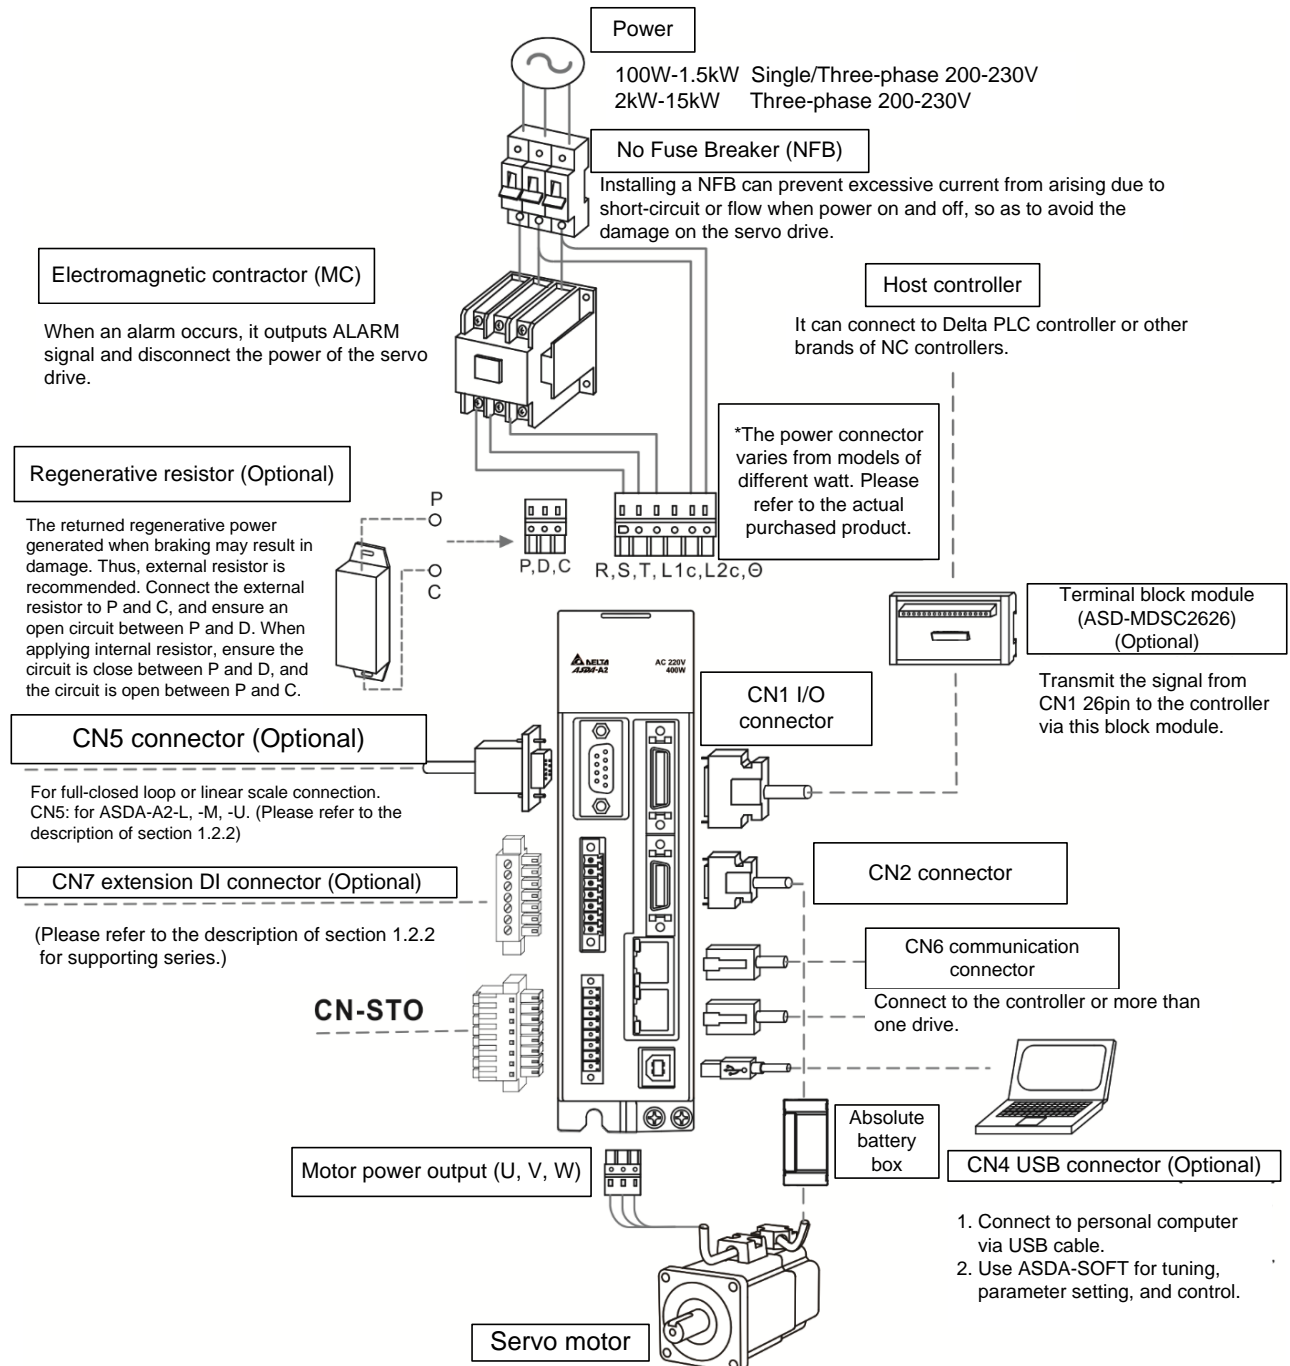 Power
100W-1.5kW Single/Three-phase 200-230V
2kW-15kW Three-phase 200-230V
No Fuse Breaker (NFB)
Installing a NFB can prevent excessive current from arising due to
short-circuit or flow when power on and off, so as to avoid the
damage on the servo drive.
Electromagnetic contractor (MC)
When an alarm occurs, it outputs ALARM
signal and disconnect the power of the servo
drive.
Host controller
It can connect to Delta PLC controller or other
brands of NC controllers.
*The power connector
varies from models of
different watt. Please
refer to the actual
purchased product.
Regenerative resistor (Optional)
The returned regenerative power
generated when braking may result in
damage. Thus, external resistor is
recommended. Connect the external
resistor to P and C, and ensure an
open circuit between P and D. When
applying internal resistor, ensure the
circuit is close between P and D, and
the circuit is open between P and C.
P
C
P,D,C
R,S,T,L1c,L2c,Θ
Terminal block module
(ASD-MDSC2626)
(Optional)
Transmit the signal from
CN1 26pin to the controller
via this block module.
DELTA
ASDA-A2
AC 220V
400W
CN1 I/O
connector
CN5 connector (Optional)
For full-closed loop or linear scale connection.
CN5: for ASDA-A2-L, -M, -U. (Please refer to the
description of section 1.2.2)
CN7 extension DI connector (Optional)
(Please refer to the description of section 1.2.2
for supporting series.)
CN2 connector
CN6 communication
connector
Connect to the controller or more than
one drive.
CN-STO
Absolute
battery
box
CN4 USB connector (Optional)
1. Connect to personal computer
via USB cable.
2. Use ASDA-SOFT for tuning,
parameter setting, and control.
Motor power output (U, V, W)
Servo motor